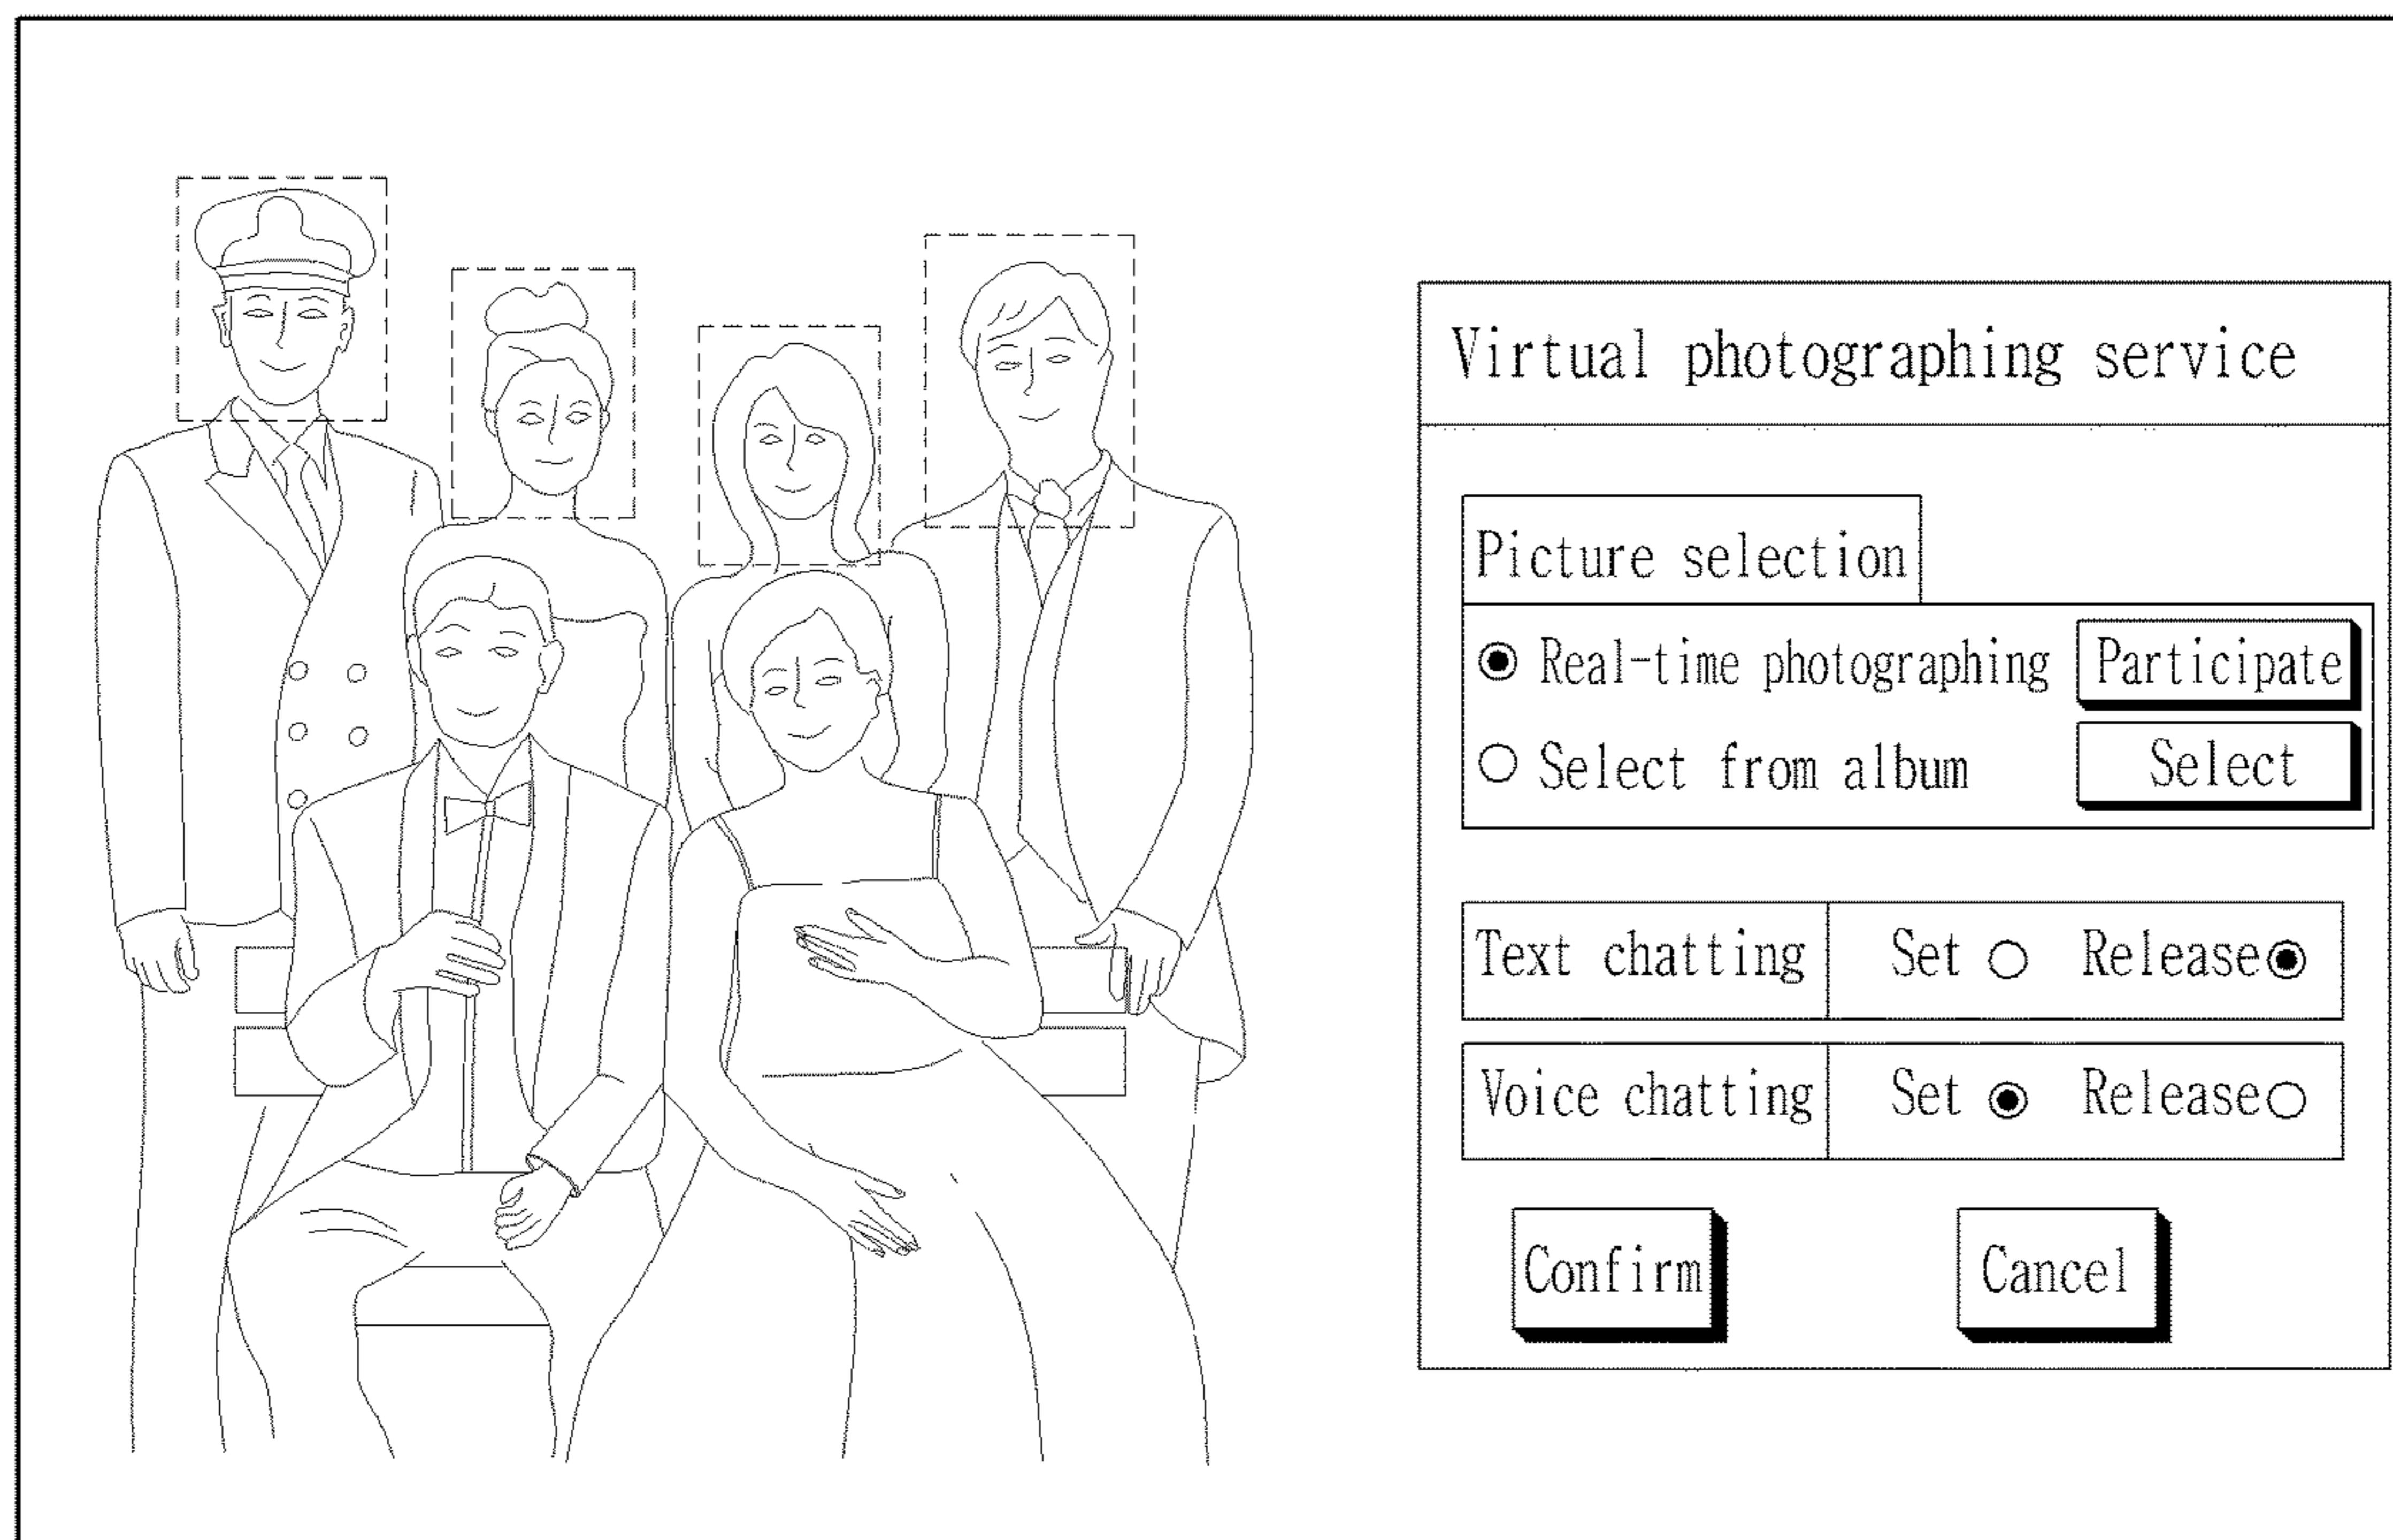 Virtual photographing service
Picture selection
Real-time photographing Participate
Select from album Select
Text chatting Set Release
Voice chatting Set Release
Confirm Cancel